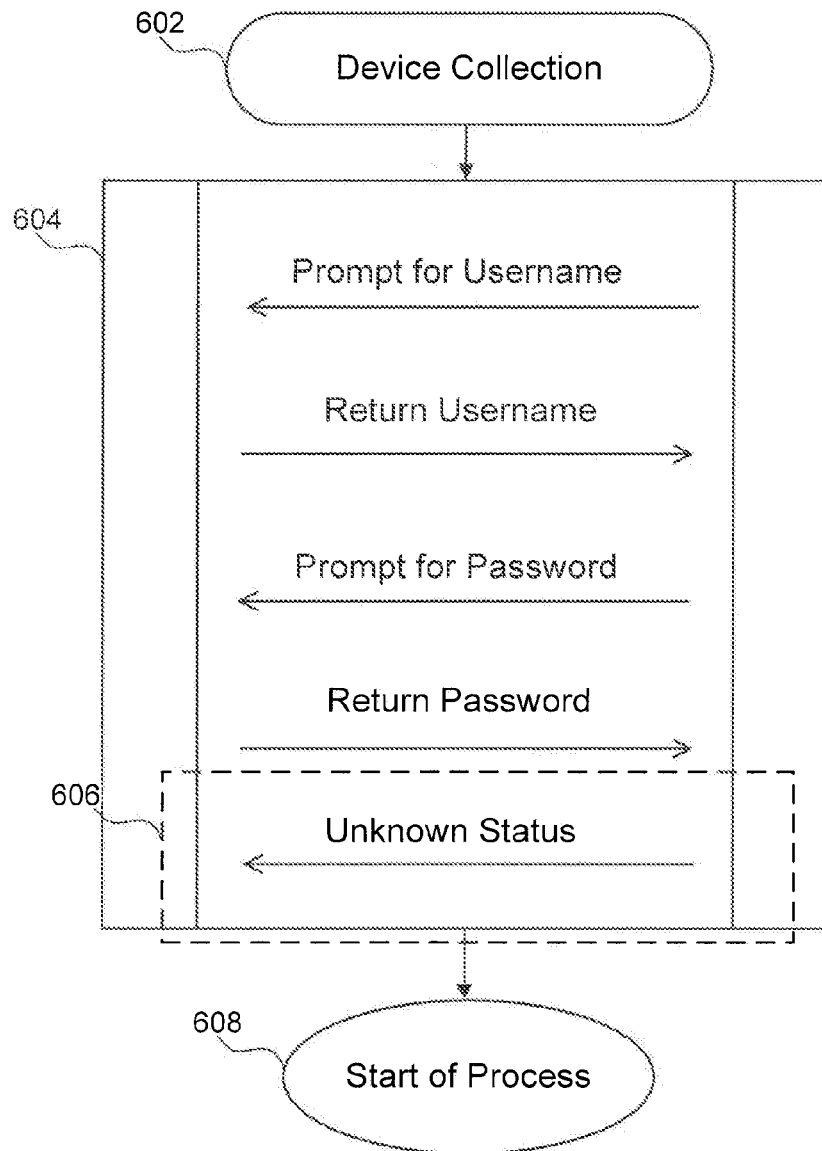 602
Device Collection
604
Prompt for Username
Return Username
Prompt for Password
Return Password
606
Unknown Status
608
Start of Process